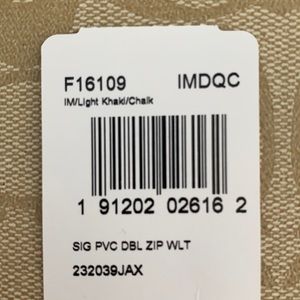 F16109 IMDQC
IM/Light Khaki/Chalk
1 91202 02616 2
SIG PVC DBL ZIP WLT
232039JAX